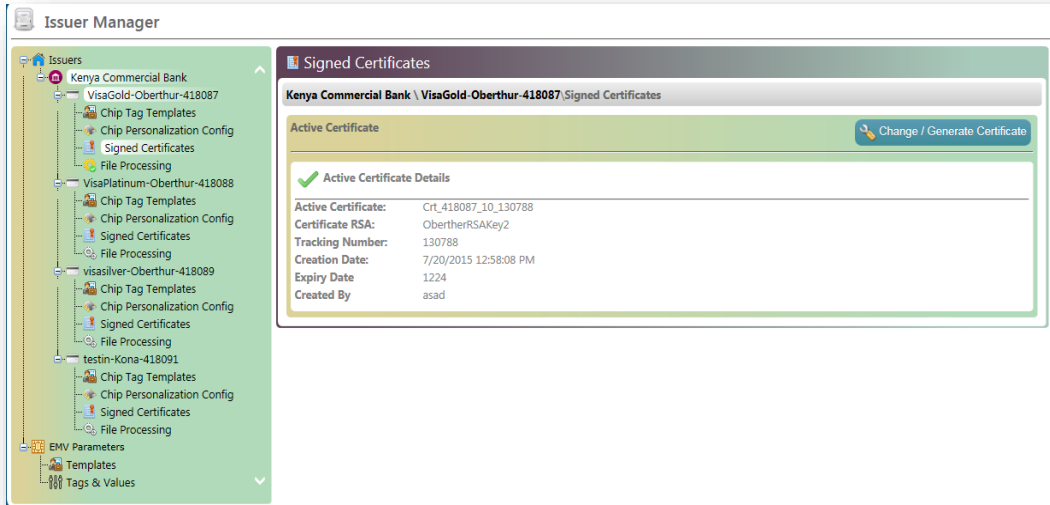 Issuer Manager
Issuers
Kenya Commercial Bank
VisaGold-Oberthur-418087
Chip Tag Templates
Chip Personalization Config
Signed Certificates
File Processing
VisaPlatinum-Oberthur-418088
Chip Tag Templates
Chip Personalization Config
Signed Certificates
File Processing
visasilver-Oberthur-418089
Chip Tag Templates
Chip Personalization Config
Signed Certificates
File Processing
testin-Kona-418091
Chip Tag Templates
Chip Personalization Config
Signed Certificates
File Processing
EMV Parameters
Templates
Tags & Values
Signed Certificates
Kenya Commercial Bank \ VisaGold-Oberthur-418087\Signed Certificates
Active Certificate
Change / Generate Certificate
Active Certificate Details
Active Certificate: Crt_418087_10_130788
Certificate RSA: ObertherRSAKey2
Tracking Number: 130788
Creation Date: 7/20/2015 12:58:08 PM
Expiry Date 1224
Created By asad